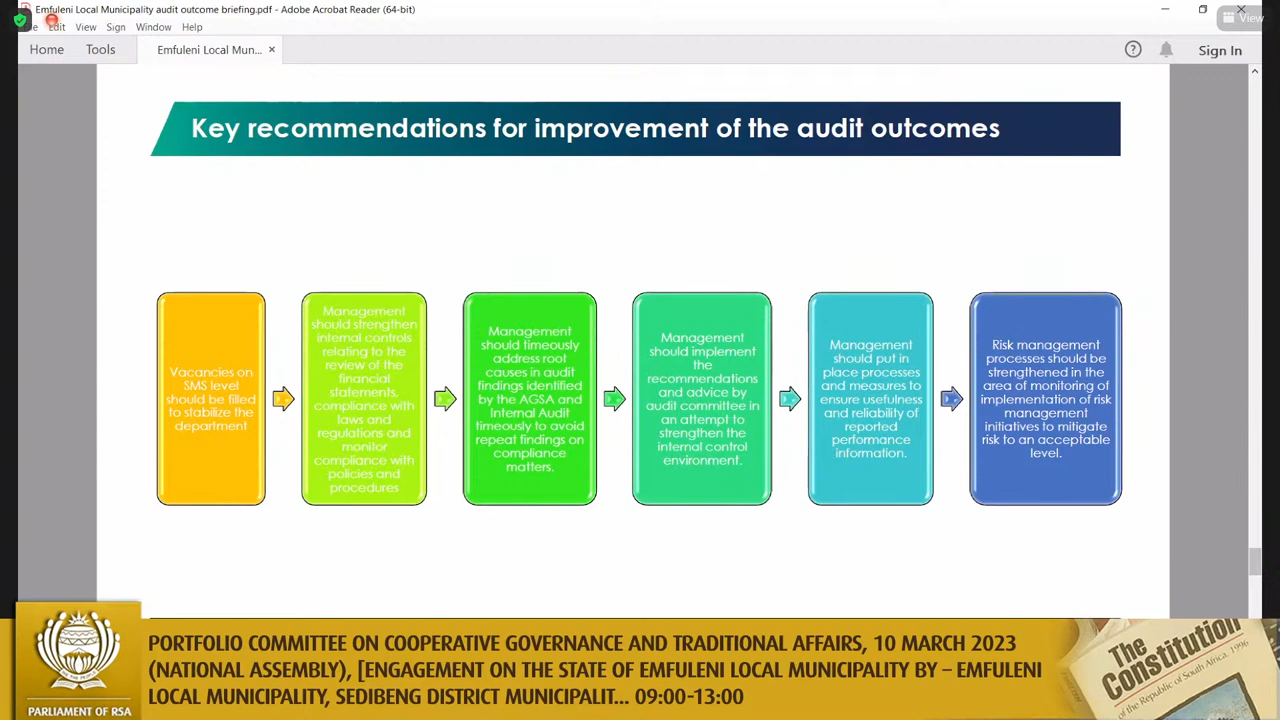 Emfuleni Local Municipality audit outcome briefing.pdf - Adobe Acrobat Reader (64-bit)
Edit View Sign Window Help
View
Home Tools Emfuleni Local Mun... × Sign In
Key recommendations for improvement of the audit outcomes
Vacancies on
SMS level
should be filled
to stabilize the
department
Management
should strengthen
internal controls
relating to the
review of the
financial
statements,
compliance with
laws and
regulations and
monitor
compliance with
policies and
procedures
Management
should timeously
address root
causes in audit
findings identified
by the AGSA and
Internal Audit
timeously to avoid
repeat findings on
compliance
matters.
Management
should implement
the
recommendations
and advice by
audit committee in
an attempt to
strengthen the
internal control
environment.
Management
should put in
place processes
and measures to
ensure usefulness
and reliability of
reported
performance
information.
Risk management
processes should be
strengthened in the
area of monitoring of
implementation of risk
management
initiatives to mitigate
risk to an acceptable
level.
PORTFOLIO COMMITTEE ON COOPERATIVE GOVERNANCE AND TRADITIONAL AFFAIRS, 10 MARCH 2023
(NATIONAL ASSEMBLY), [ENGAGEMENT ON THE STATE OF EMFULENI LOCAL MUNICIPALITY BY – EMFULENI
LOCAL MUNICIPALITY, SEDIBENG DISTRICT MUNICIPALIT... 09:00-13:00
PARLIAMENT OF RSA
The
Constitution
of the Republic of South Africa, 1996